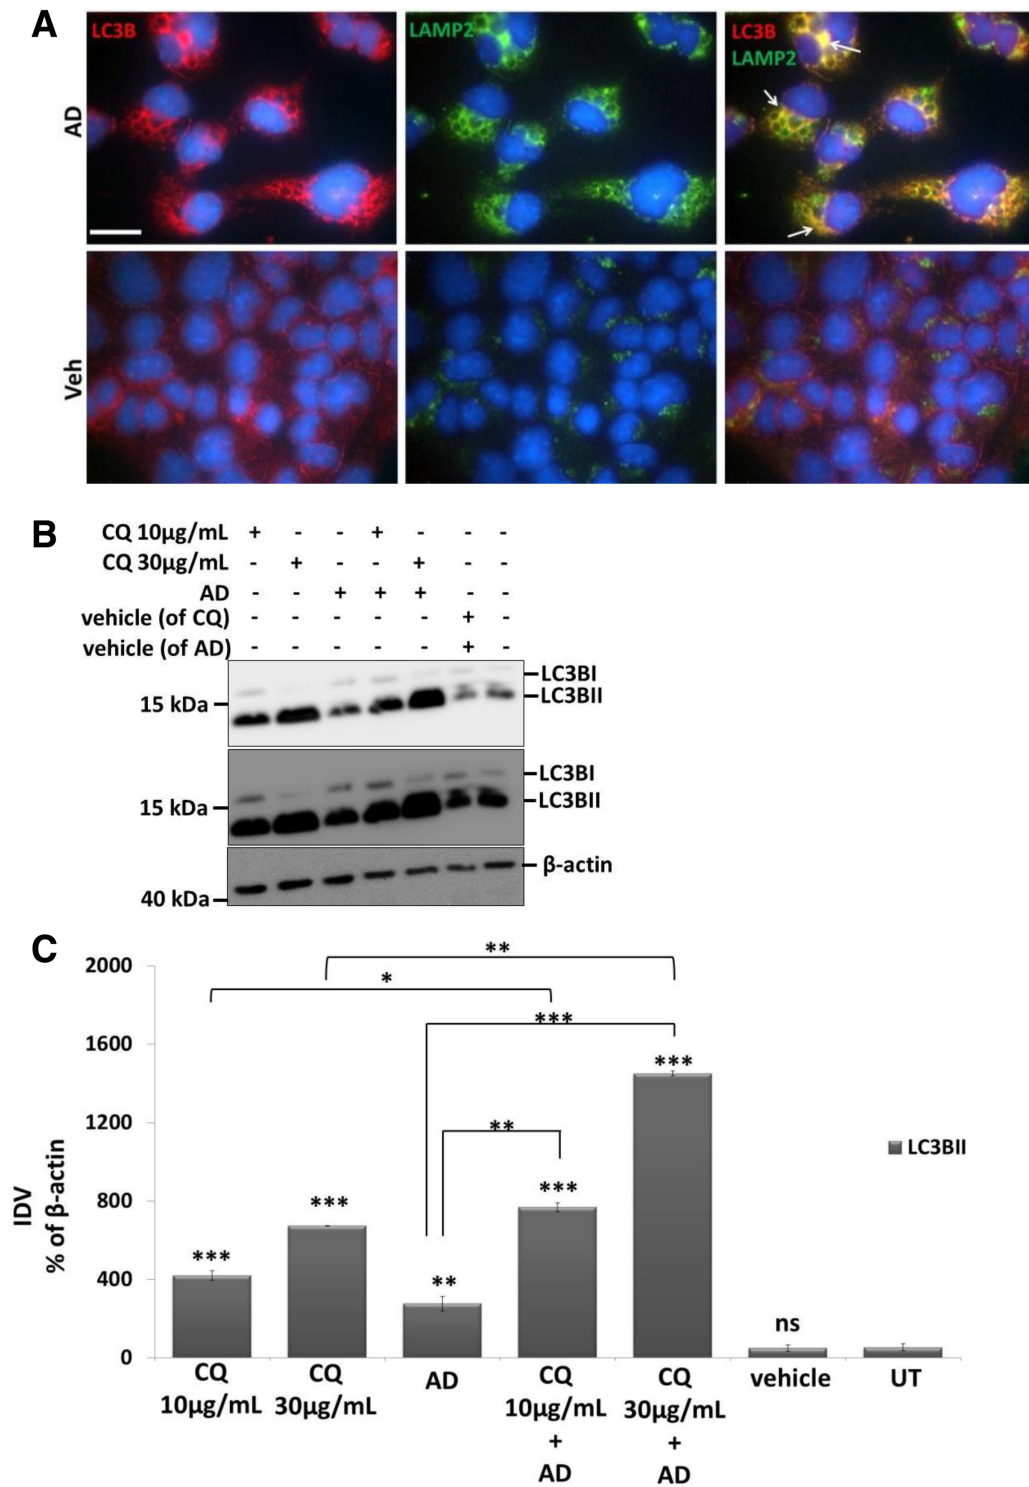 A
LC3B
LAMP2
LC3B
LAMP2
AD
Veh
B
CQ 10µg/mL + - - + - - -
CQ 30µg/mL - + - - + - -
AD - - + + + - -
vehicle (of CQ) - - - - - + -
vehicle (of AD) - - - - - + -
LC3BI
15 kDa
LC3BII
LC3BI
15 kDa
LC3BII
β-actin
40 kDa
C
IDV
% of β-actin
2000
1600
1200
800
400
0
**
*
***
***
**
***
***
***
**
ns
LC3BII
CQ
10µg/mL
CQ
30µg/mL
AD
CQ
10µg/mL
+
AD
CQ
30µg/mL
+
AD
vehicle
UT